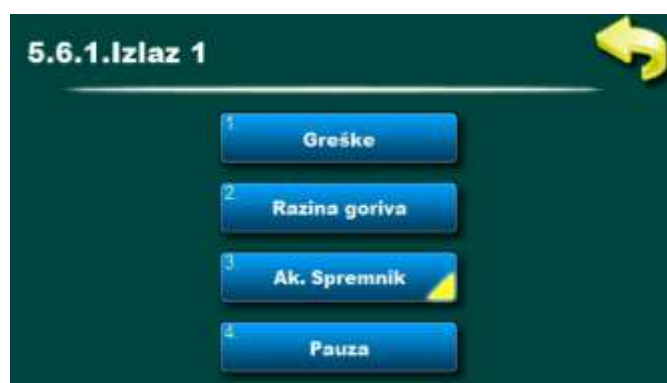 5.6.1.Izlaz 1
1
Greške
2
Razina goriva
3
Ak. Spremnik
4
Pauza